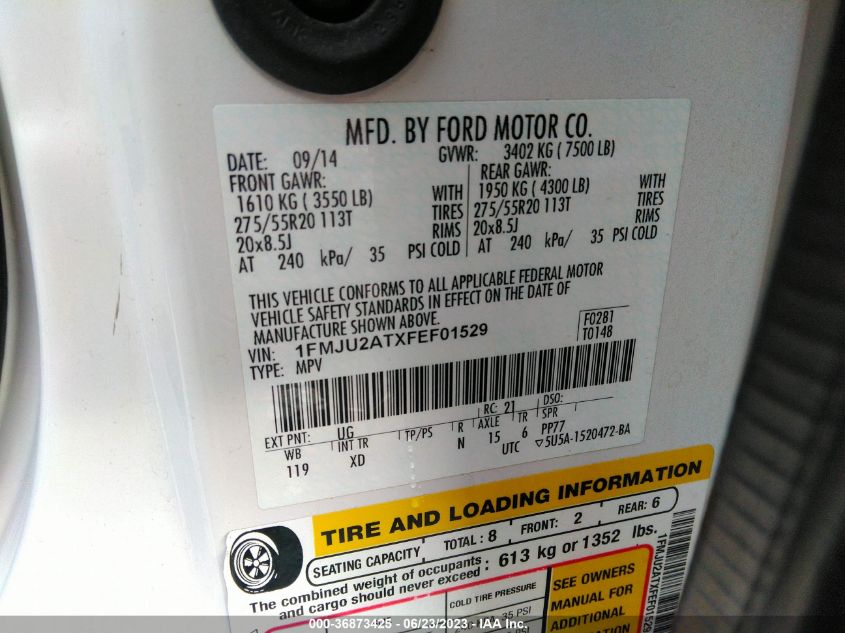 MFD. BY FORD MOTOR CO.
DATE: 09/14 GVWR: 3402 KG ( 7500 LB)
FRONT GAWR: REAR GAWR:
1610 KG ( 3550 LB) WITH 1950 KG ( 4300 LB) WITH
275/55R20 113T TIRES 275/55R20 113T TIRES
20x8.5J RIMS 20x8.5J RIMS
AT 240 kPa/ 35 PSI COLD AT 240 kPa/ 35 PSI COLD
THIS VEHICLE CONFORMS TO ALL APPLICABLE FEDERAL MOTOR
VEHICLE SAFETY STANDARDS IN EFFECT ON THE DATE OF
MANUFACTURE SHOWN ABOVE.
VIN: 1FMJU2ATXFEF01529
TYPE: MPV
F0281
T0148
EXT PNT: UG RC: 21 DSO:
WB INT TR TP/PS R AXLE TR SPR
119 XD N 15 6 PP77
UTC ▽5U5A-1520472-BA
TIRE AND LOADING INFORMATION
SEATING CAPACITY TOTAL : 8 FRONT: 2 REAR: 6
The combined weight of occupants
and cargo should never exceed : 613 kg or 1352 lbs.
COLD TIRE PRESSURE
35 PSI
SEE OWNERS
MANUAL FOR
ADDITIONAL
1FMJU2ATXFEF01529
000-36873425 - 06/23/2023 - IAA Inc.